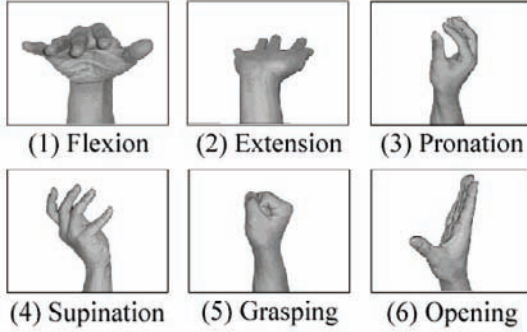 (1) Flexion
(2) Extension
(3) Pronation
(4) Supination
(5) Grasping
(6) Opening